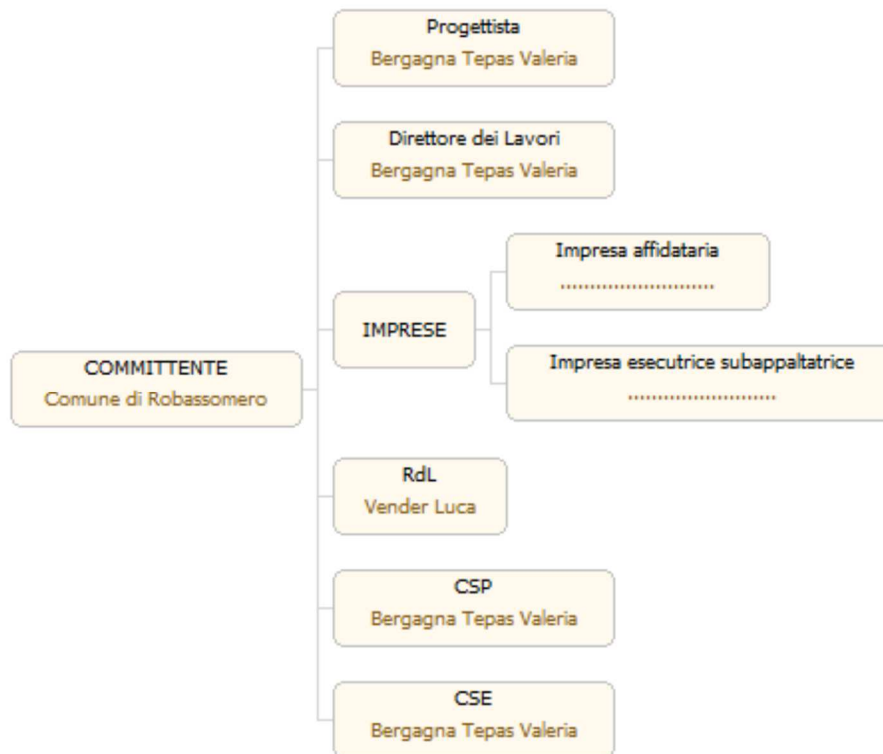 Progettista
Bergagna Tepas Valeria
Direttore dei Lavori
Bergagna Tepas Valeria
Impresa affidataria
..........................
IMPRESE
Impresa esecutrice subappaltatrice
.........................
COMMITTENTE
Comune di Robassomero
RdL
Vender Luca
CSP
Bergagna Tepas Valeria
CSE
Bergagna Tepas Valeria